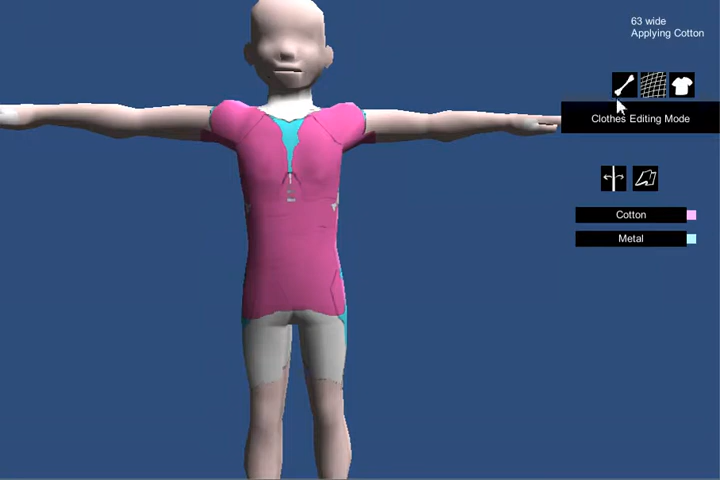 63 wide
Applying Cotton
Clothes Editing Mode
Cotton
Metal